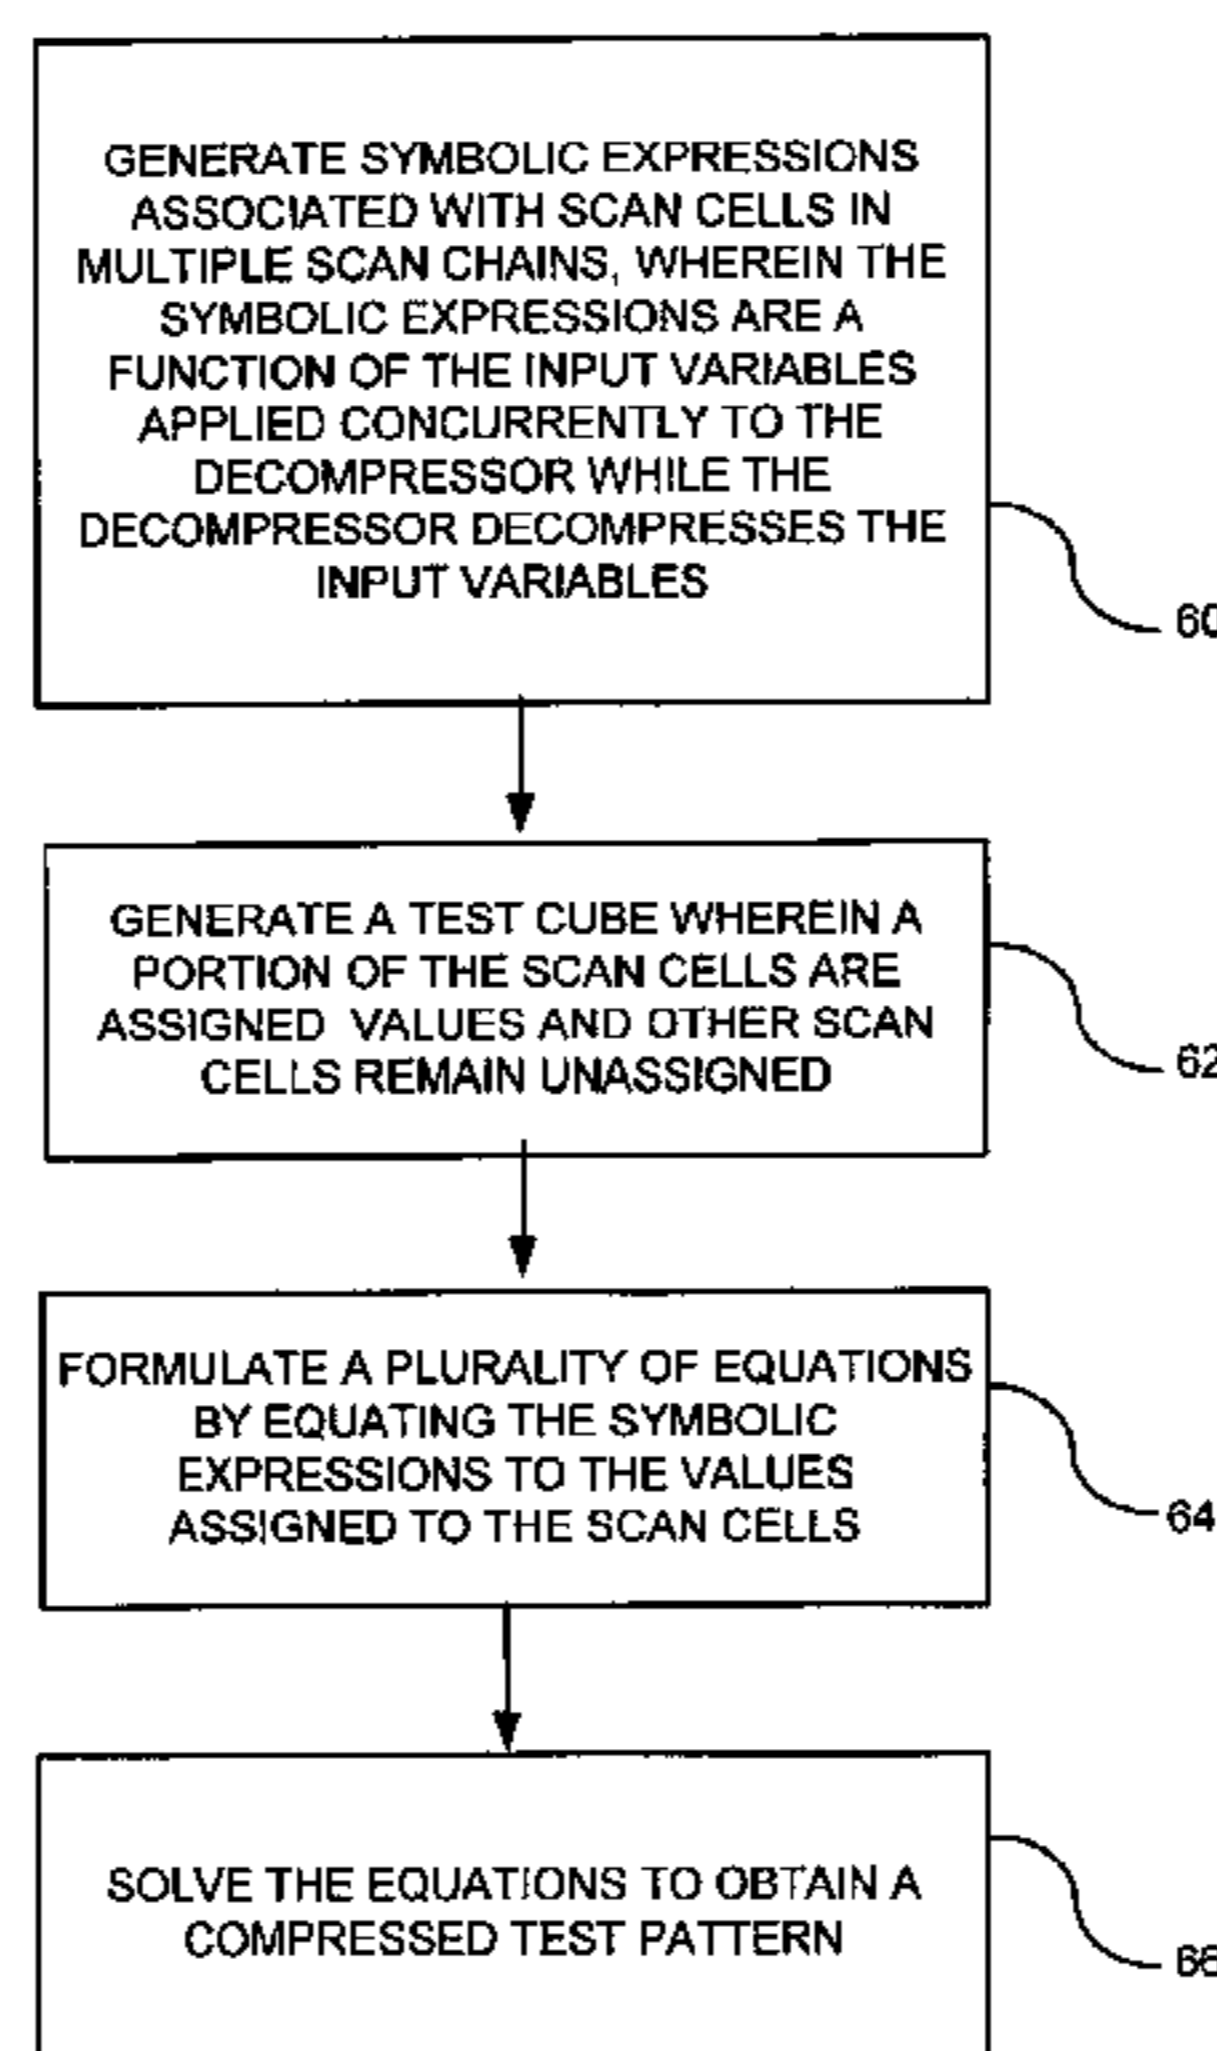 GENERATE SYMBOLIC EXPRESSIONS
ASSOCIATED WITH SCAN CELLS IN
MULTIPLE SCAN CHAINS, WHEREIN THE
SYMBOLIC EXPRESSIONS ARE A
FUNCTION OF THE INPUT VARIABLES
APPLIED CONCURRENTLY TO THE
DECOMPRESSOR WHILE THE
DECOMPRESSOR DECOMPRESSES THE
INPUT VARIABLES
60
GENERATE A TEST CUBE WHEREIN A
PORTION OF THE SCAN CELLS ARE
ASSIGNED VALUES AND OTHER SCAN
CELLS REMAIN UNASSIGNED
62
FORMULATE A PLURALITY OF EQUATIONS
BY EQUATING THE SYMBOLIC
EXPRESSIONS TO THE VALUES
ASSIGNED TO THE SCAN CELLS
64
SOLVE THE EQUATIONS TO OBTAIN A
COMPRESSED TEST PATTERN